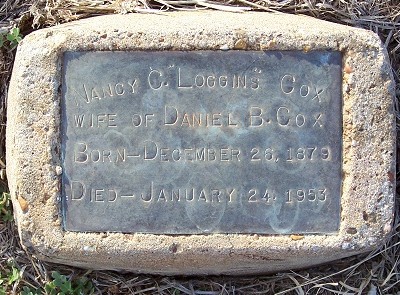 NANCY C. "LOGGINS" COX
WIFE OF DANIEL B. COX
BORN—DECEMBER 26, 1879
DIED—JANUARY 24, 1953